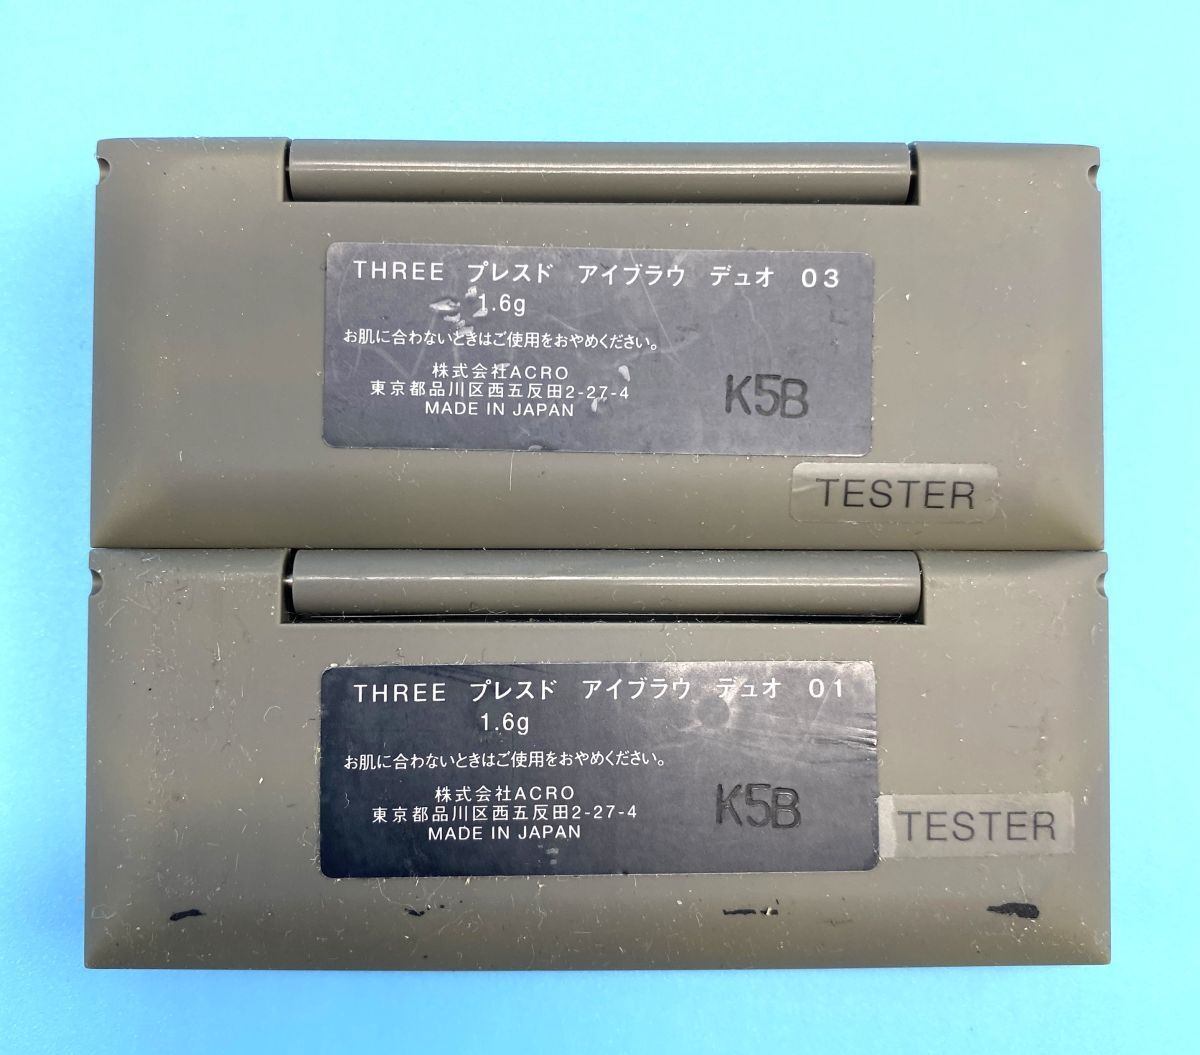 THREE プレスド アイブラウ デュオ 03
1.6g
お肌に合わないときはご使用をおやめください。
株式会社ACRO
東京都品川区西五反田2-27-4
MADE IN JAPAN
K5B
TESTER
THREE プレスド アイブラウ デュオ 01
1.6g
お肌に合わないときはご使用をおやめください。
株式会社ACRO
東京都品川区西五反田2-27-4
MADE IN JAPAN
K5B
TESTER